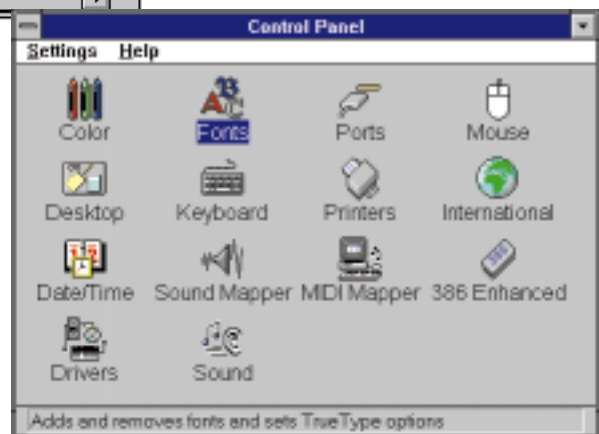 Control Panel
Settings Help
Color Fonts Ports Mouse
Desktop Keyboard Printers International
Date/Time Sound Mapper MIDI Mapper 386 Enhanced
Drivers Sound
Adds and removes fonts and sets TrueType options